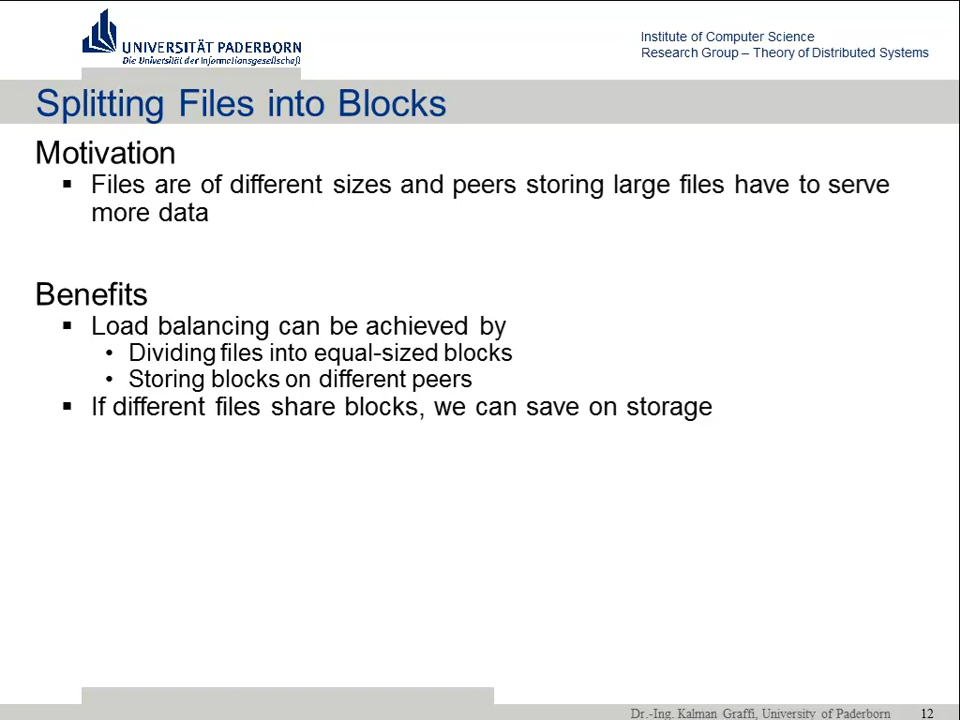 UNIVERSITÄT PADERBORN
Die Universität der Informationsgesellschaft
Institute of Computer Science
Research Group – Theory of Distributed Systems
Splitting Files into Blocks
Motivation
▪ Files are of different sizes and peers storing large files have to serve
more data
Benefits
▪ Load balancing can be achieved by
• Dividing files into equal-sized blocks
• Storing blocks on different peers
▪ If different files share blocks, we can save on storage
Dr.-Ing. Kalman Graffi, University of Paderborn 12